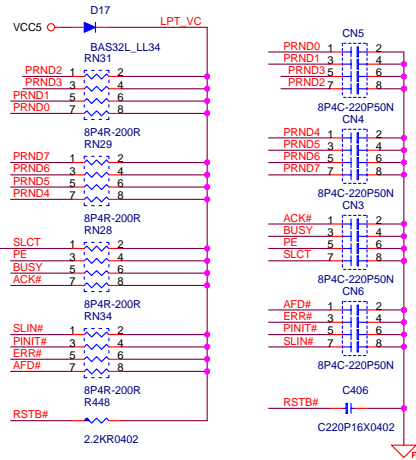 D17
VCC5
LPT_VC
BAS32L_LL34
RN31
PRND2 1 2
PRND3 3 4
PRND1 5 6
PRND0 7 8
8P4R-200R
RN29
PRND7 1 2
PRND6 3 4
PRND5 5 6
PRND4 7 8
8P4R-200R
RN28
SLCT 1 2
PE 3 4
BUSY 5 6
ACK# 7 8
8P4R-200R
RN34
SLIN# 1 2
PINIT# 3 4
ERR# 5 6
AFD# 7 8
8P4R-200R
R448
RSTB#
2.2KR0402
CN5
PRND0 1 2
PRND1 3 4
PRND3 5 6
PRND2 7 8
8P4C-220P50N
CN4
PRND4 1 2
PRND5 3 4
PRND6 5 6
PRND7 7 8
8P4C-220P50N
CN3
ACK# 1 2
BUSY 3 4
PE 5 6
SLCT 7 8
8P4C-220P50N
CN6
AFD# 1 2
ERR# 3 4
PINIT# 5 6
SLIN# 7 8
8P4C-220P50N
C406
RSTB#
C220P16X0402